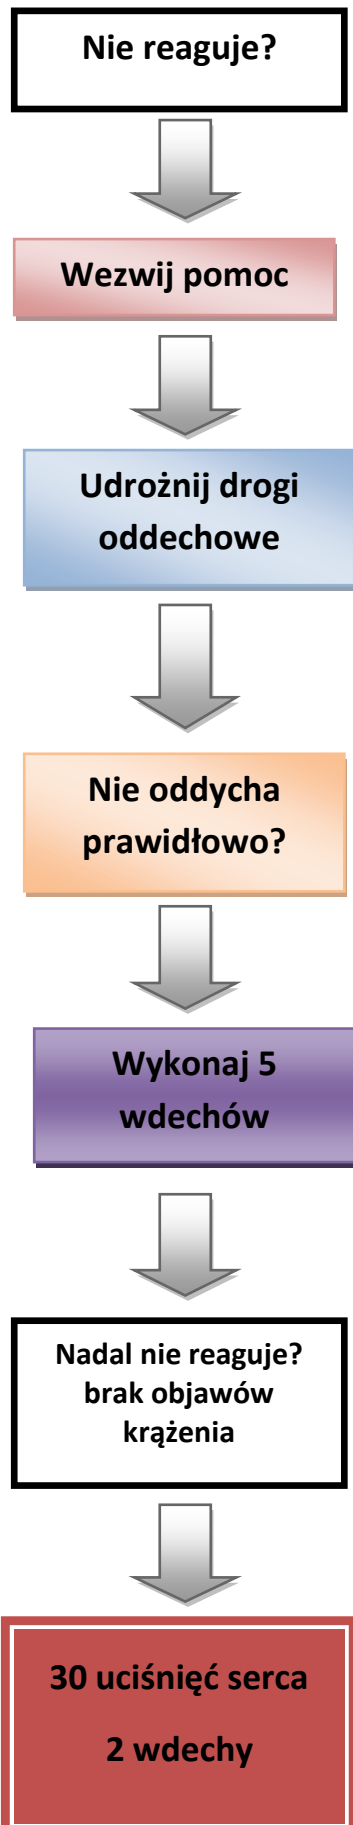 Nie reaguje?
Wezwij pomoc
Udrożnij drogi
oddechowe
Nie oddycha
prawidłowo?
Wykonaj 5
wdechów
Nadal nie reaguje?
brak objawów
krążenia
30 uciśnięć serca
2 wdechy